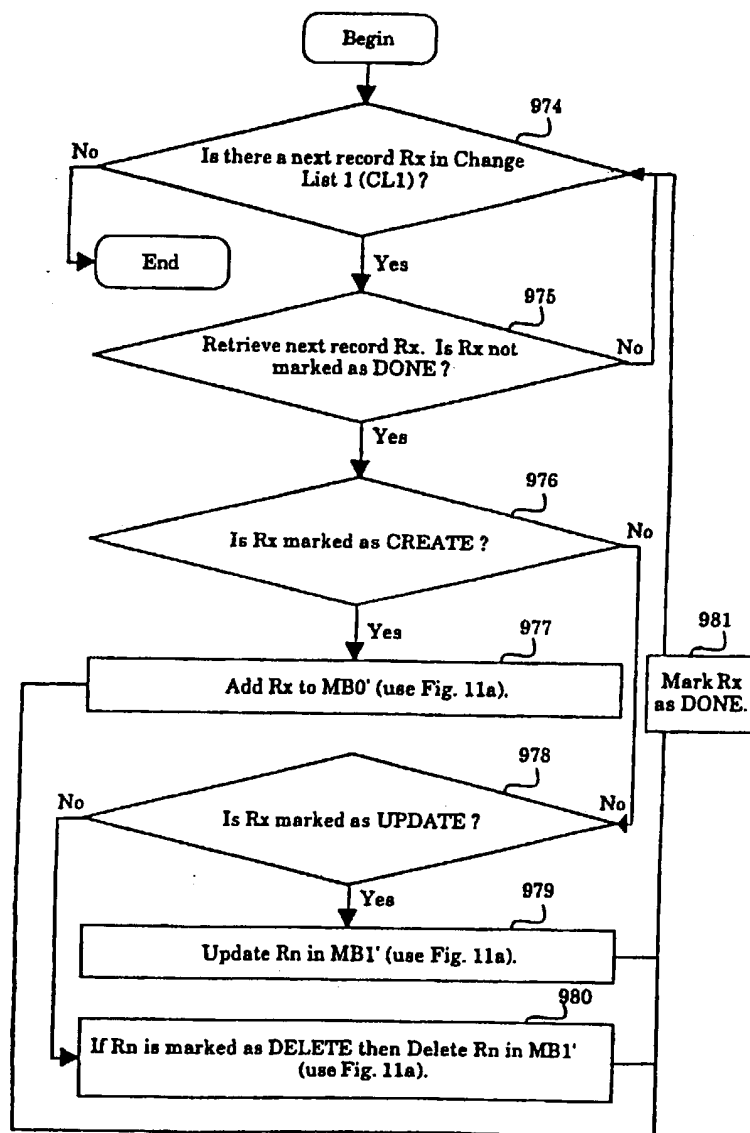 Begin
974
No
Is there a next record Rx in Change
List 1 (CL1) ?
End
Yes
975
Retrieve next record Rx. Is Rx not
marked as DONE ?
No
Yes
976
Is Rx marked as CREATE ?
No
Yes
977
Add Rx to MB0' (use Fig. 11a).
981
Mark Rx
as DONE.
978
No
Is Rx marked as UPDATE ?
No
Yes
979
Update Rn in MB1' (use Fig. 11a).
980
If Rn is marked as DELETE then Delete Rn in MB1'
(use Fig. 11a).